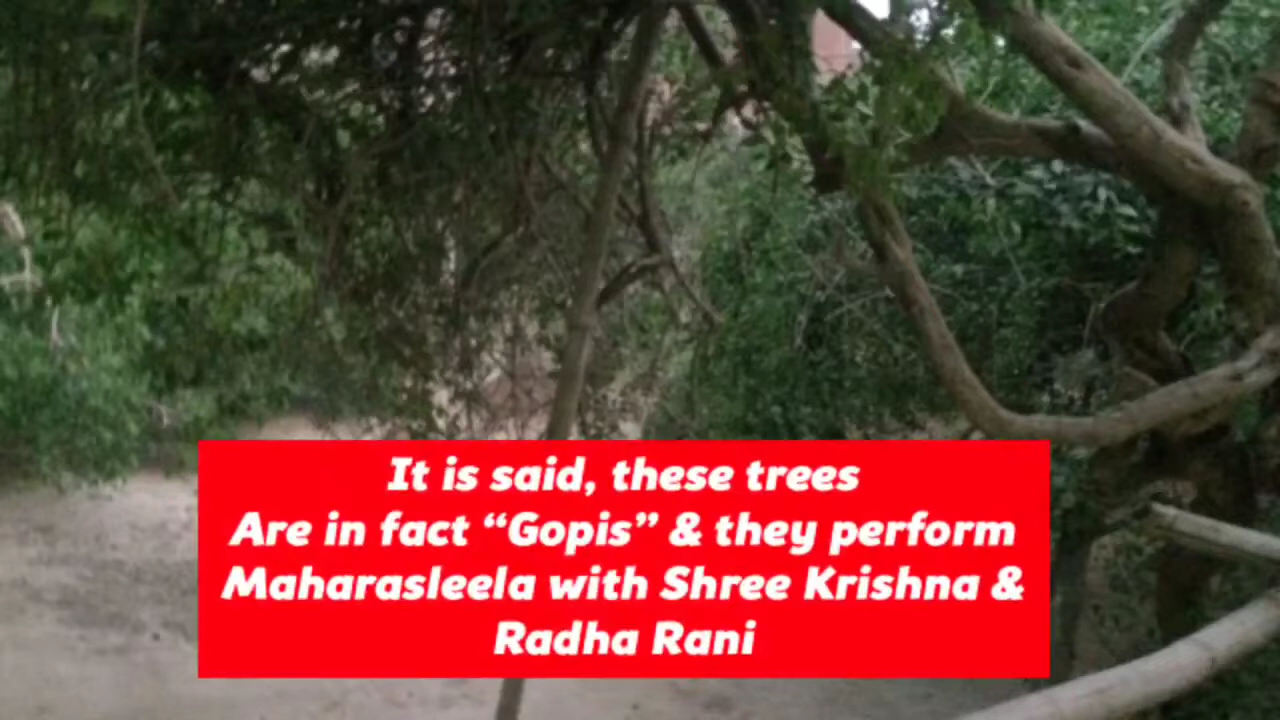 It is said, these trees
Are in fact “Gopis” & they perform
Maharasleela with Shree Krishna &
Radha Rani